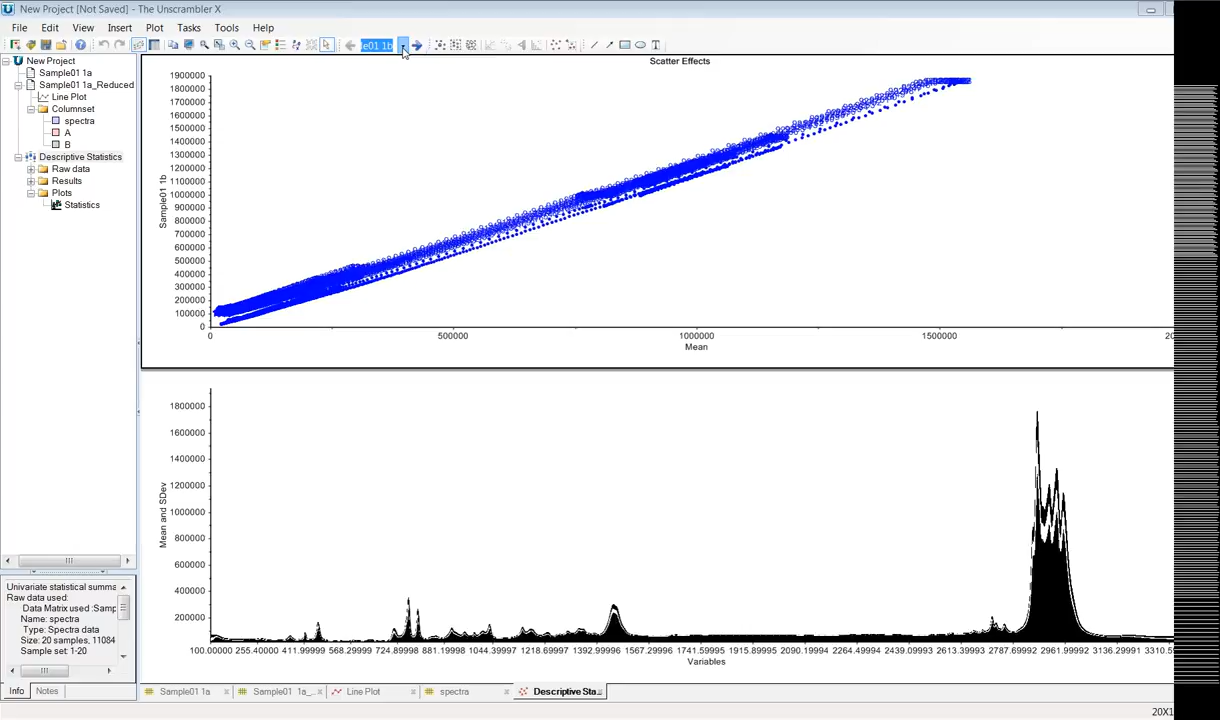 New Project [Not Saved] - The Unscrambler X
File Edit View Insert Plot Tasks Tools Help
le01 1b
New Project
Sample01 1a
Sample01 1a_Reduced
Line Plot
Columnset
spectra
A
B
Descriptive Statistics
Raw data
Results
Plots
Statistics
Scatter Effects
1900000
1800000
1700000
1600000
1500000
1400000
1300000
1200000
1100000
1000000
900000
800000
700000
600000
500000
400000
300000
200000
100000
0
Sample01 1b
0 500000 1000000 1500000 20
Mean
1800000
1600000
1400000
1200000
1000000
800000
600000
400000
200000
Mean and SDev
100.00000 255.40000 411.99999 568.29999 724.89998 881.19998 1044.39997 1218.69997 1392.99996 1567.29996 1741.59995 1915.89995 2090.19994 2264.49994 2439.09993 2613.39993 2787.69992 2961.99992 3136.29991 3310.59
Variables
Univariate statistical summa
Raw data used:
Data Matrix used :Samp
Name: spectra
Type: Spectra data
Size: 20 samples, 11084
Sample set: 1-20
Info Notes
Sample01 1a Sample01 1a_... Line Plot spectra Descriptive Sta...
20X1